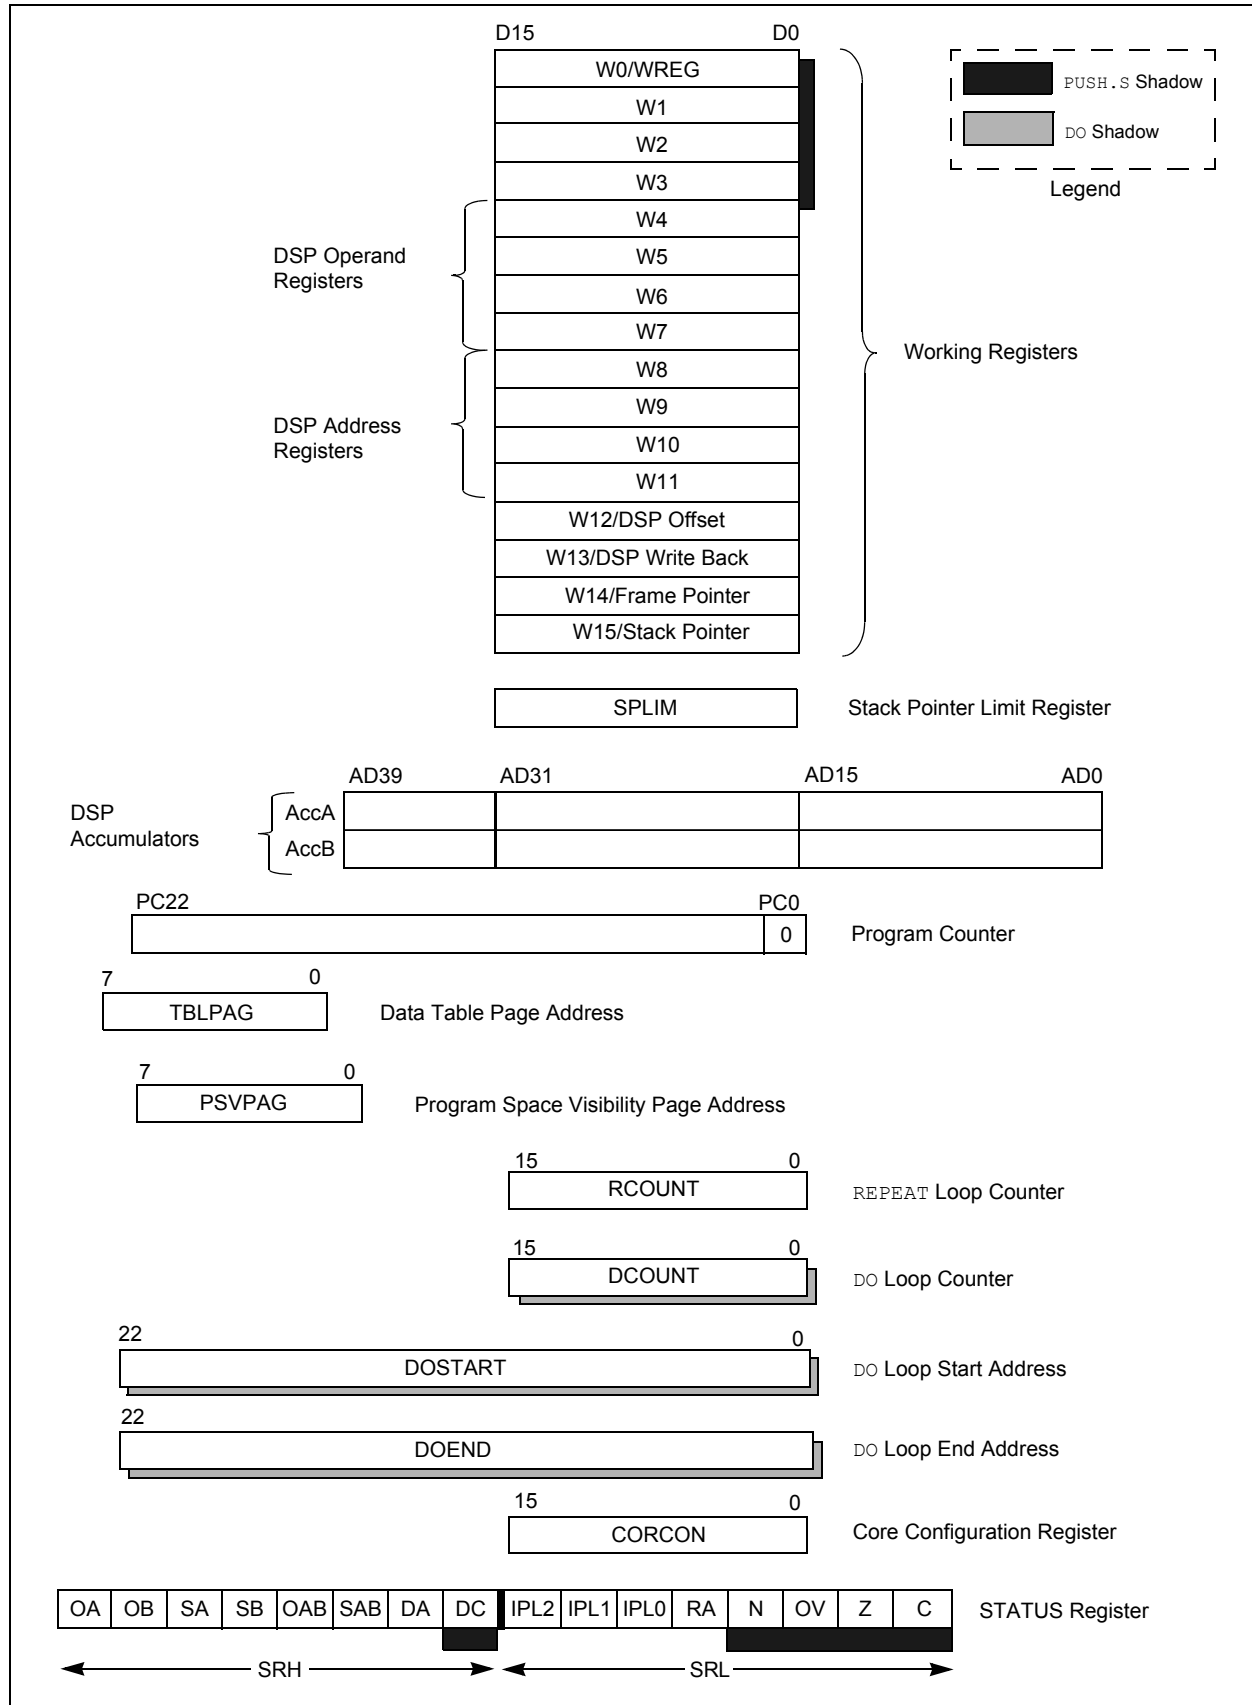 D15 D0
W0/WREG
W1
W2
W3
W4
W5
W6
W7
W8
W9
W10
W11
W12/DSP Offset
W13/DSP Write Back
W14/Frame Pointer
W15/Stack Pointer
PUSH.S Shadow
DO Shadow
Legend
DSP Operand
Registers
DSP Address
Registers
Working Registers
SPLIM
Stack Pointer Limit Register
AD39 AD31 AD15 AD0
DSP
Accumulators
AccA
AccB
PC22 PC0
0
Program Counter
7 0
TBLPAG
Data Table Page Address
7 0
PSVPAG
Program Space Visibility Page Address
15 0
RCOUNT
REPEAT Loop Counter
15 0
DCOUNT
DO Loop Counter
22 0
DOSTART
DO Loop Start Address
22
DOEND
DO Loop End Address
15 0
CORCON
Core Configuration Register
OA OB SA SB OAB SAB DA DC IPL2 IPL1 IPL0 RA N OV Z C
STATUS Register
SRH SRL